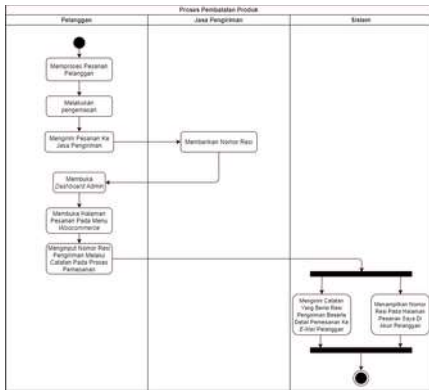 Proses Pembatalan Produk
Pelanggan
Jasa Pengiriman
Sistem
Memproses Pesanan
Pelanggan
Melakukan
pengemasan
Mengirim Pesanan Ke
Jasa Pengiriman
Memberikan Nomor Resi
Membuka
Dashboard Admin
Membuka Halaman
Pesanan Pada Menu
Woocommerce
Menginput Nomor Resi
Pengiriman Melalui
Catatan Pada Proses
Pemesanan
Mengirim Catatan
Yang Berisi Resi
Pengiriman Beserta
Detail Pemesanan Ke
E-Mail Pelanggan
Menampilkan Nomor
Resi Pada Halaman
Pesanan Saya Di
Akun Pelanggan